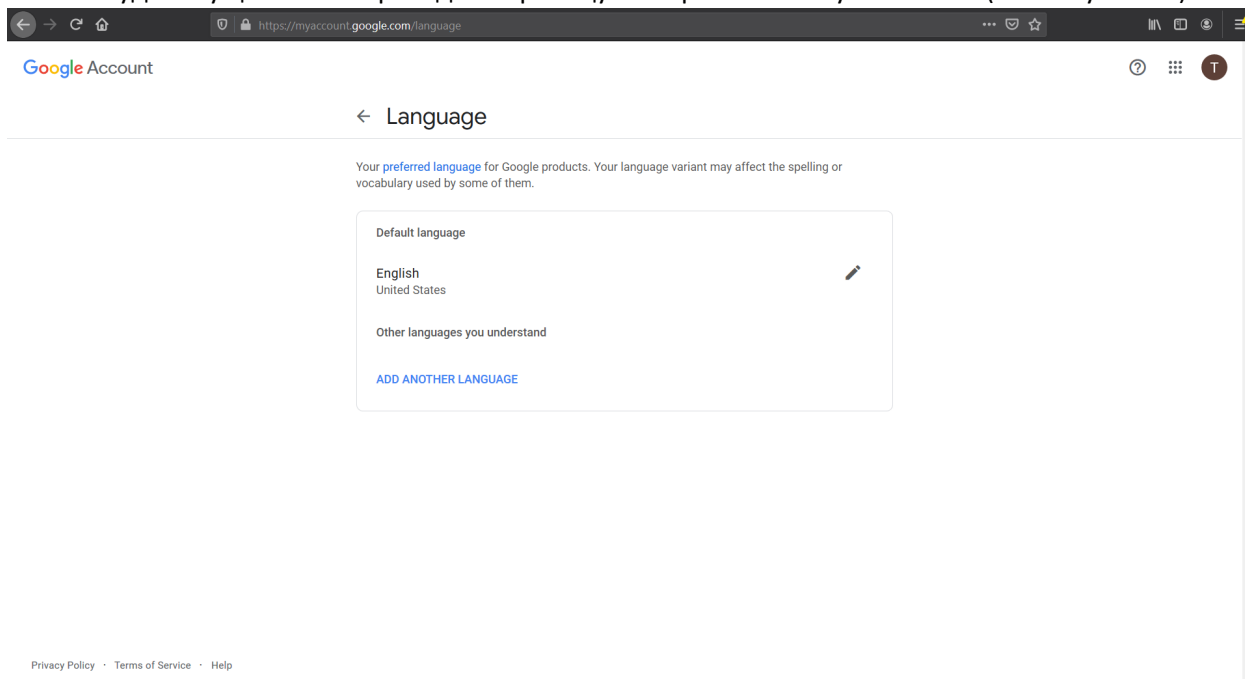 https://myaccount.google.com/language
Google Account
T
Language
Your preferred language for Google products. Your language variant may affect the spelling or
vocabulary used by some of them.
Default language
English
United States
Other languages you understand
ADD ANOTHER LANGUAGE
Privacy Policy · Terms of Service · Help